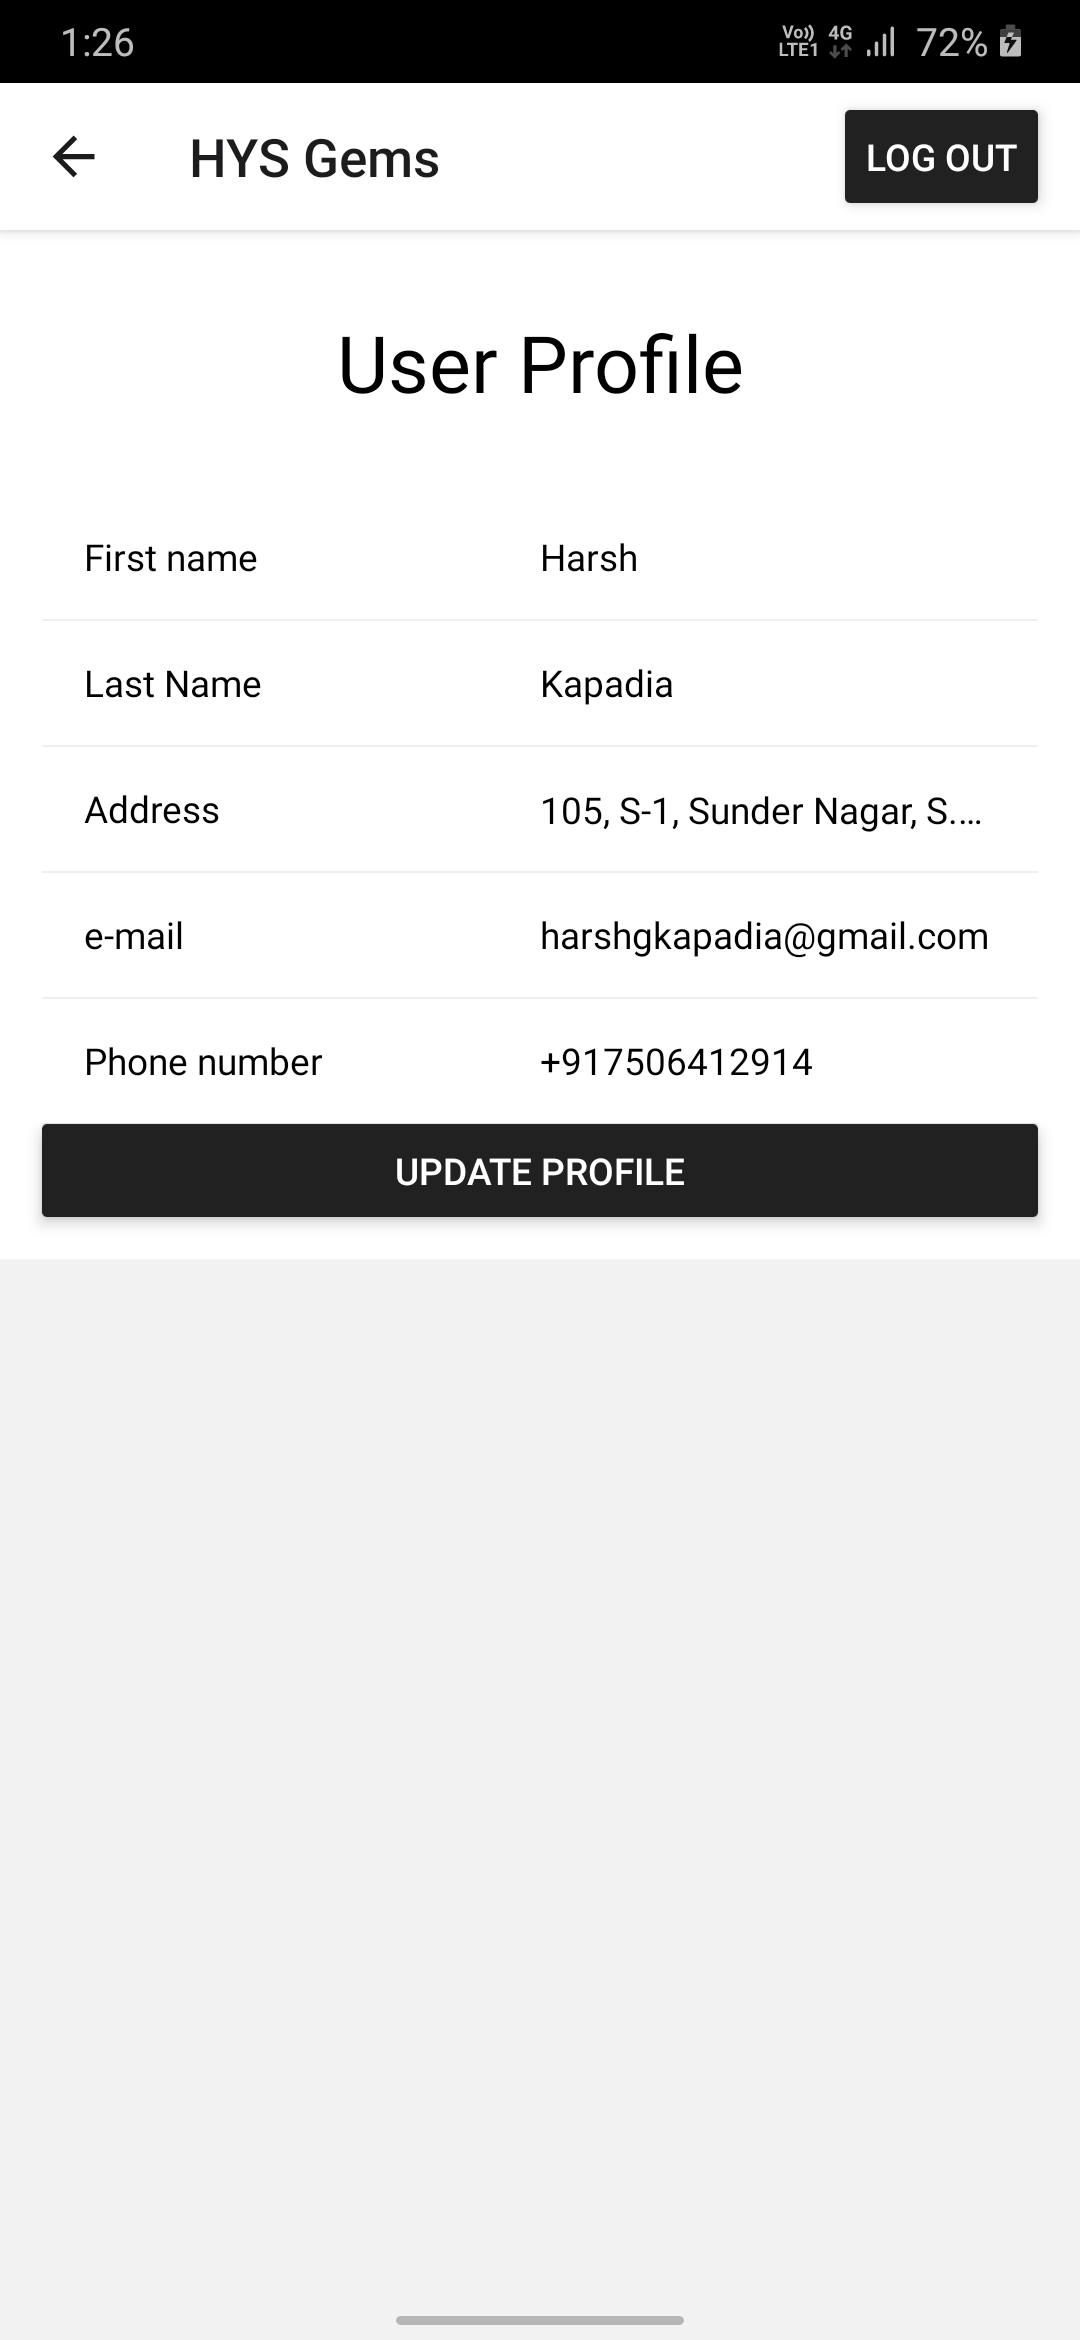 1:26 Vo)) LTE1 4G 72%
HYS Gems LOG OUT
User Profile
First name Harsh
Last Name Kapadia
Address 105, S-1, Sunder Nagar, S....
e-mail harshgkapadia@gmail.com
Phone number +917506412914
UPDATE PROFILE